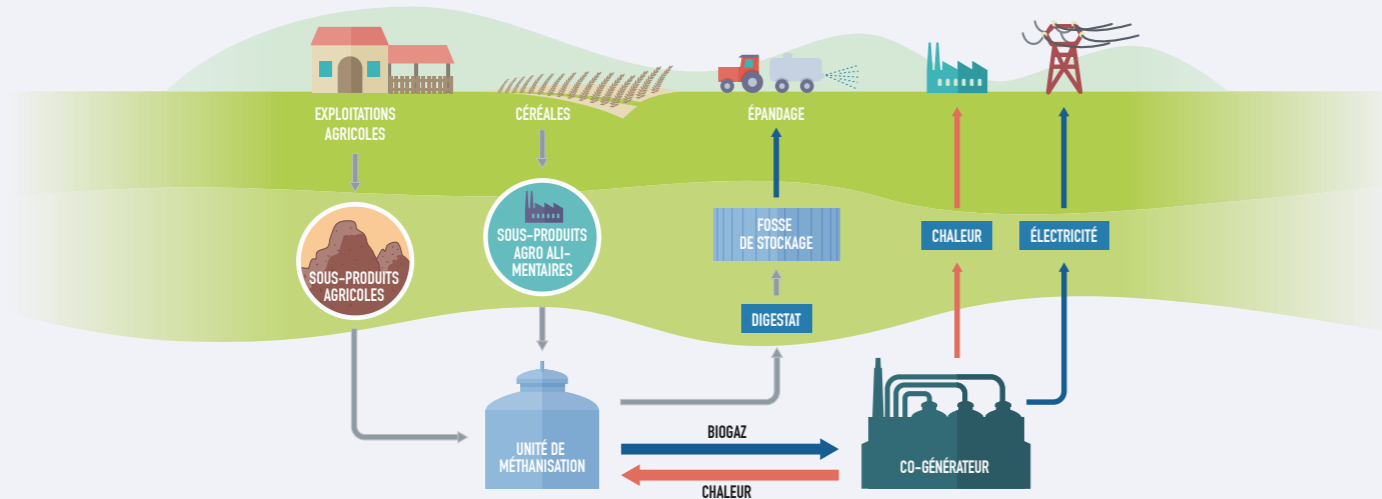 EXPLOITATIONS
AGRICOLES
CÉRÉALES
ÉPANDAGE
SOUS-PRODUITS
AGRICOLES
SOUS-PRODUITS
AGRO ALI-
MENTAIRES
FOSSE
DE STOCKAGE
CHALEUR
ÉLECTRICITÉ
DIGESTAT
UNITÉ DE
MÉTHANISATION
BIOGAZ
CHALEUR
CO-GÉNÉRATEUR